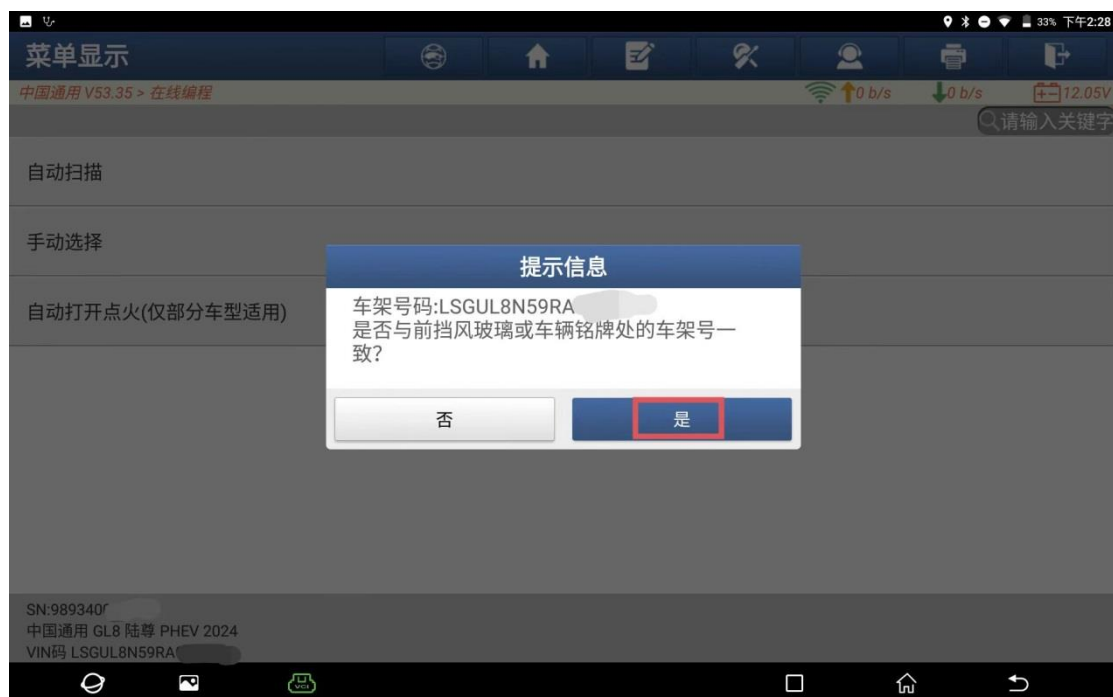 33% 下午2:28
菜单显示
中国通用 V53.35 > 在线编程
0 b/s
0 b/s
12.05V
请输入关键字
自动扫描
手动选择
自动打开点火(仅部分车型适用)
提示信息
车架号码:LSGUL8N59RA
是否与前挡风玻璃或车辆铭牌处的车架号一
致?
否
是
SN:989340
中国通用 GL8 陆尊 PHEV 2024
VIN码 LSGUL8N59RA
VCI